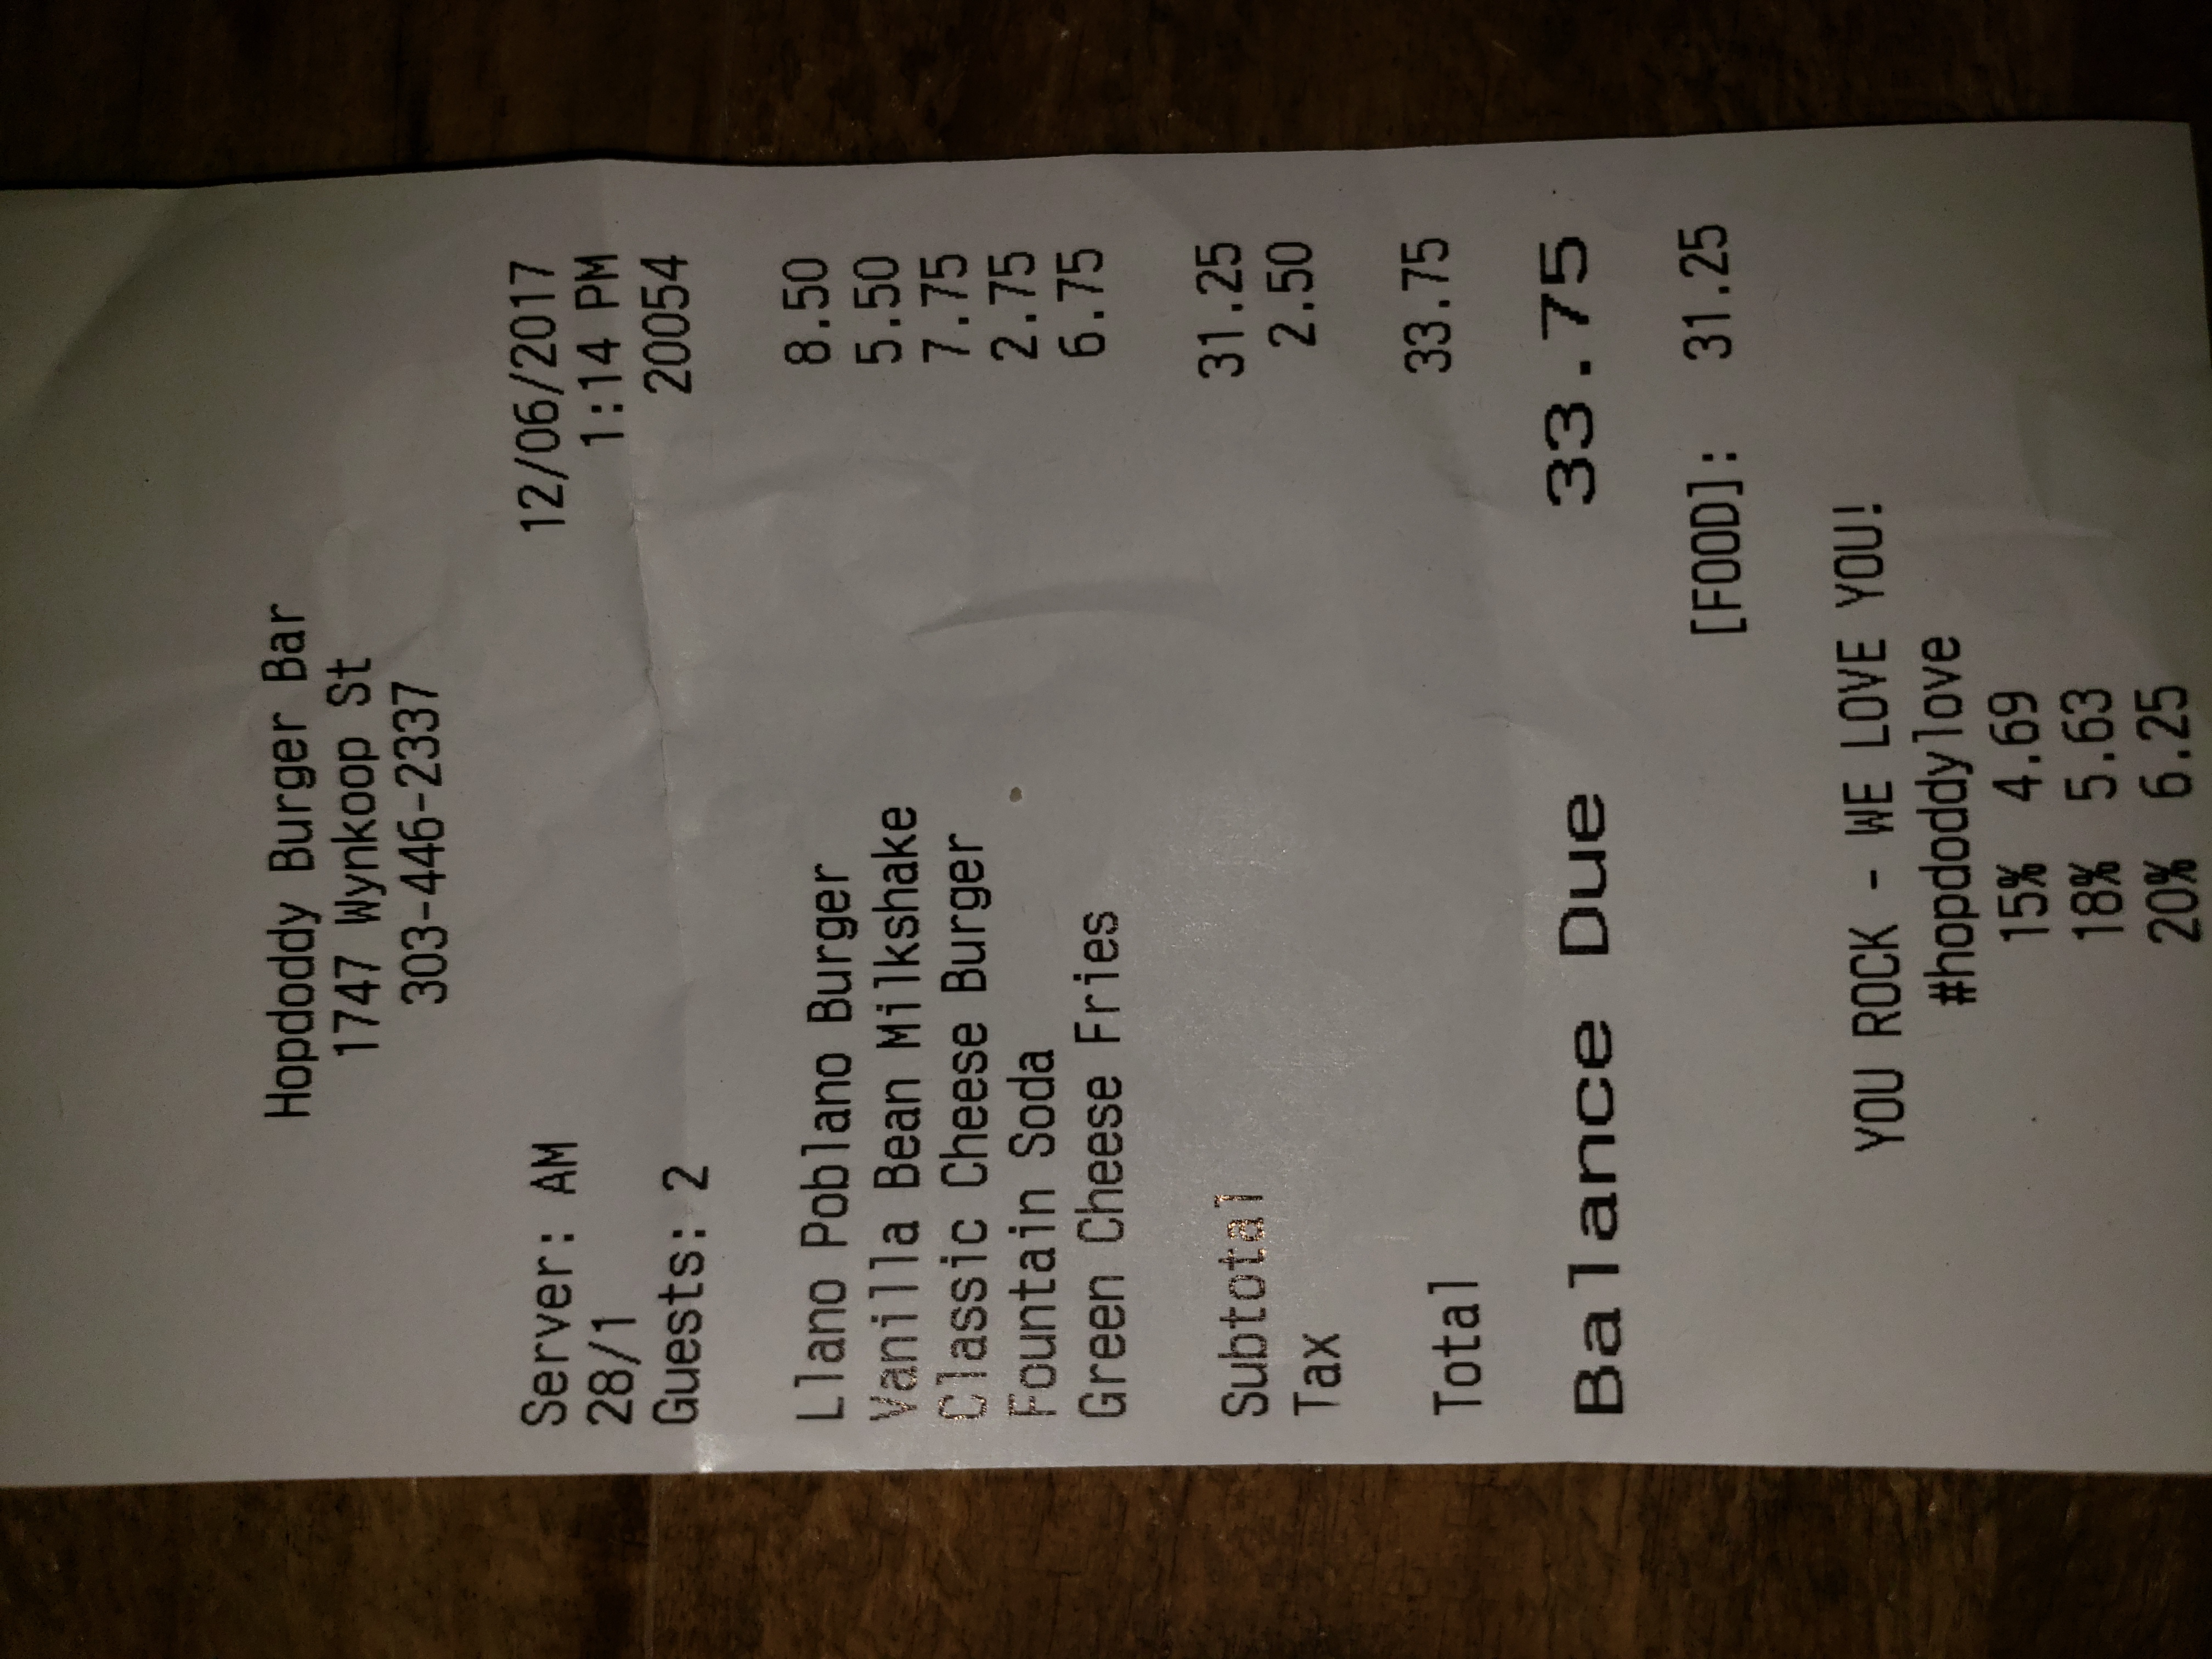 Hopdoddy Burger Bar
1747 Wynkoop St
303-446-2337
Server: AM 12/06/2017
28/1 1:14 PM
Guests: 2 20054
Llano Poblano Burger 8.50
Vanilla Bean Milkshake 5.50
Classic Cheese Burger 7.75
Fountain Soda 2.75
Green Cheese Fries 6.75
Subtotal 31.25
Tax 2.50
Total 33.75
Balance Due 33.75
[FOOD]: 31.25
YOU ROCK - WE LOVE YOU!
#hopdoddylove
15% 4.69
18% 5.63
20% 6.25